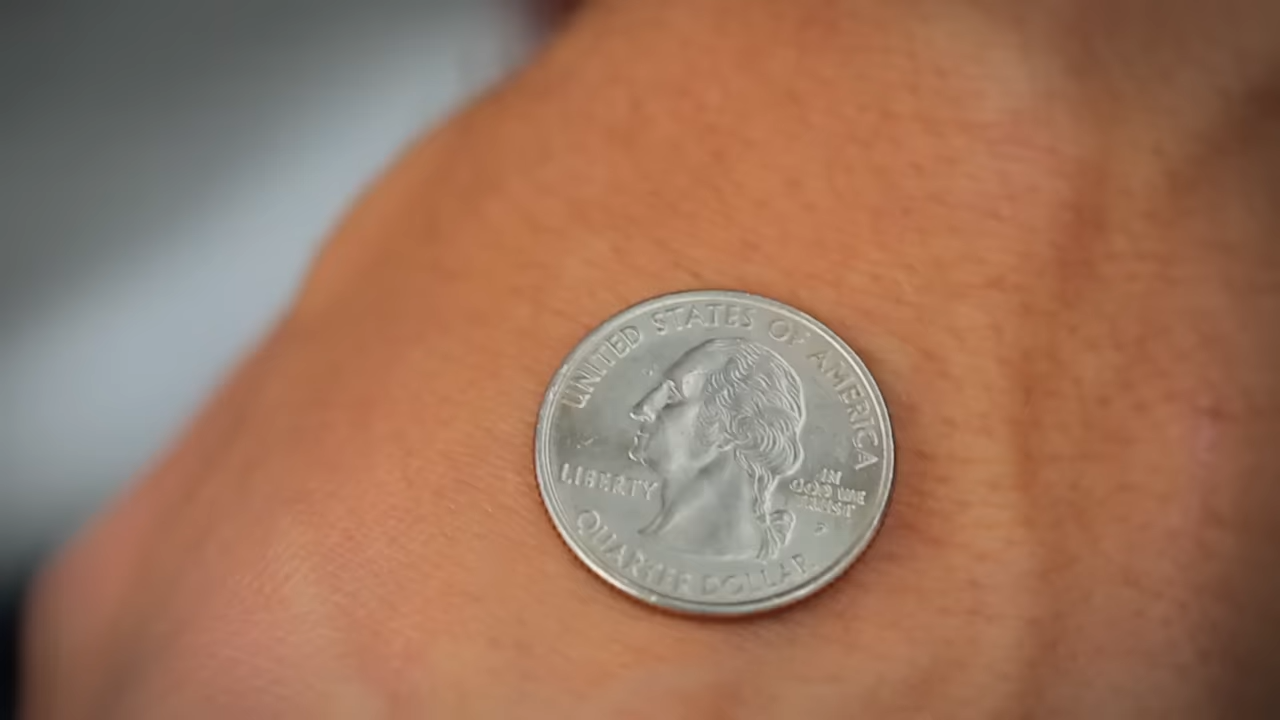 UNITED STATES OF AMERICA
LIBERTY
IN
GOD WE
TRUST
P
QUARTER DOLLAR